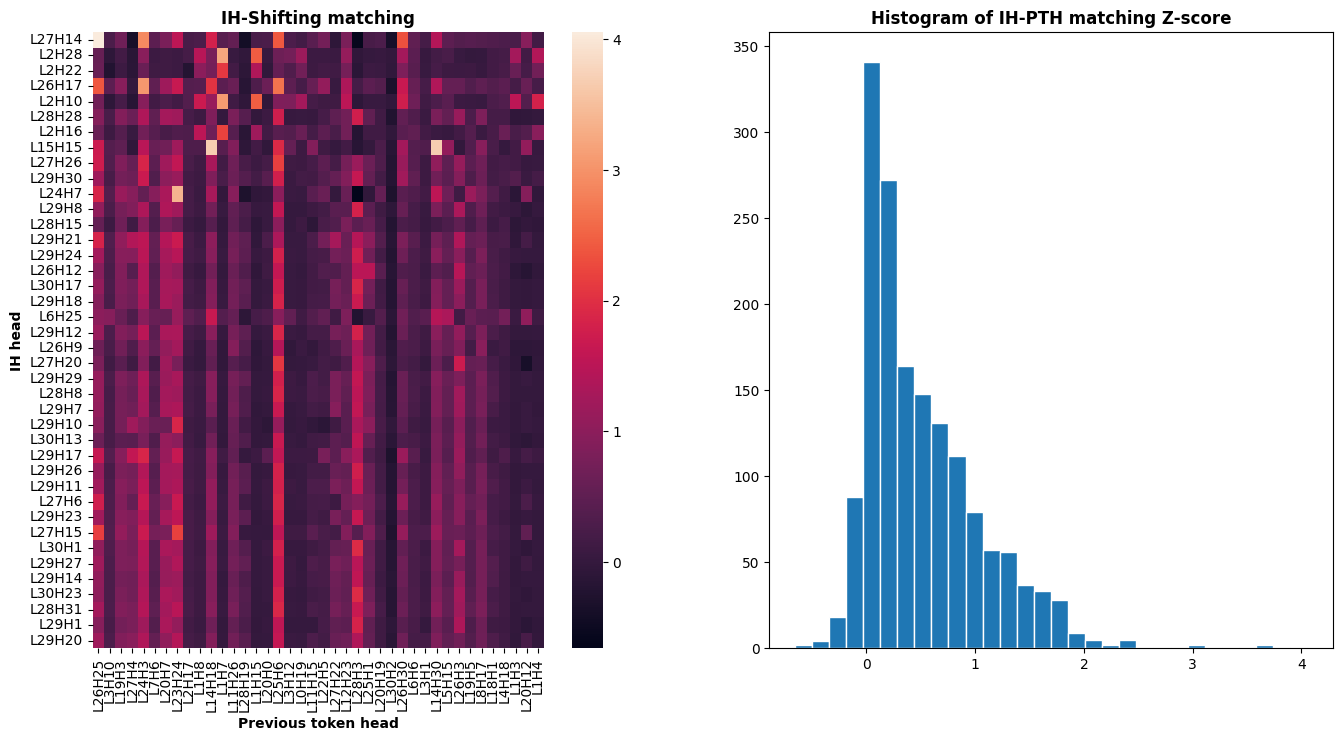 IH-Shifting matching
IH head
L27H14
L2H28
L2H22
L26H17
L2H10
L28H28
L2H16
L15H15
L27H26
L29H30
L24H7
L29H8
L28H15
L29H21
L29H24
L26H12
L30H17
L29H18
L6H25
L29H12
L26H9
L27H20
L29H29
L28H8
L29H7
L29H10
L30H13
L29H17
L29H26
L29H11
L27H6
L29H23
L27H15
L30H1
L29H27
L29H14
L30H23
L28H31
L29H1
L29H20
L26H25
L3H10
L19H3
L27H4
L24H3
L7H6
L20H7
L23H24
L2H17
L1H8
L14H18
L1H7
L11H26
L28H19
L1H15
L20H0
L25H6
L3H12
L0H19
L11H15
L22H5
L27H22
L12H23
L28H3
L25H1
L20H19
L30H2
L26H30
L6H6
L3H1
L14H30
L5H15
L26H13
L19H5
L8H17
L18H1
L4H18
L1H3
L20H12
L1H4
Previous token head
4
3
2
1
0
Histogram of IH-PTH matching Z-score
350
300
250
200
150
100
50
0
0
1
2
3
4